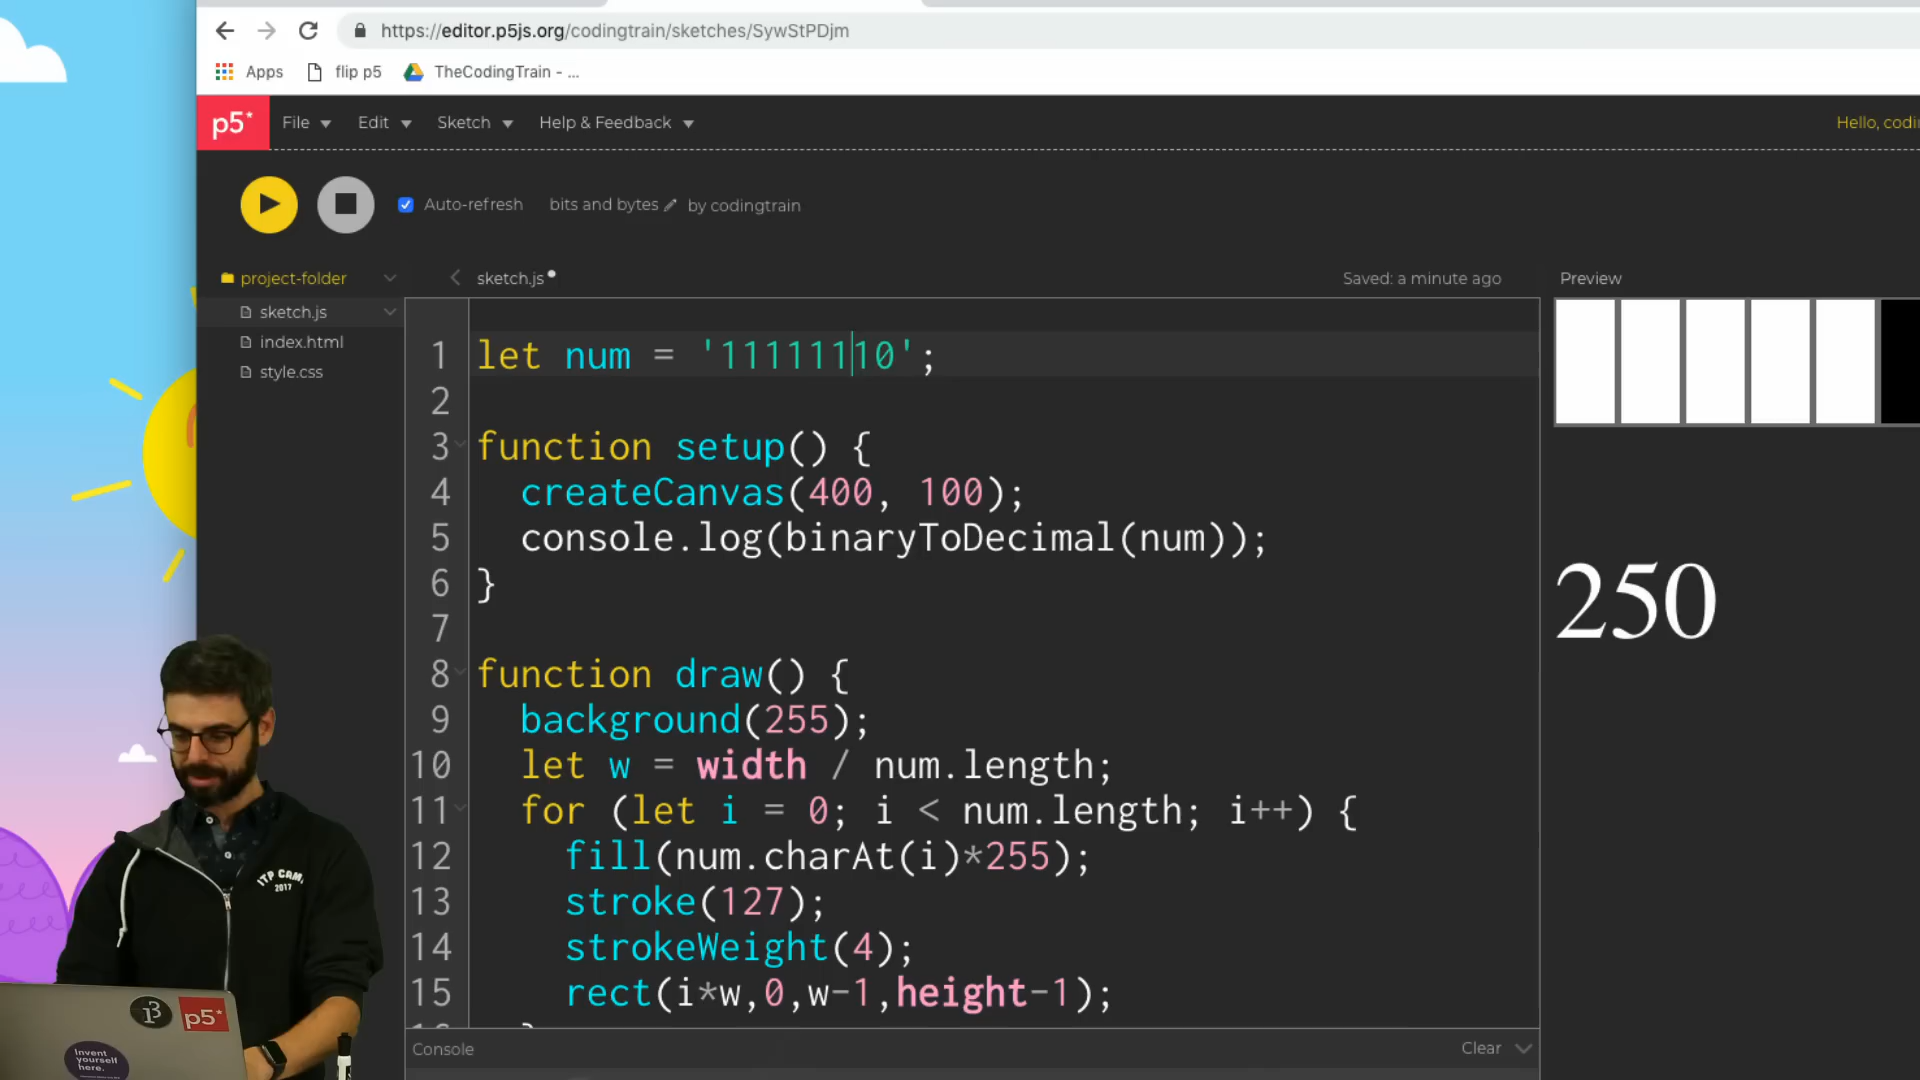 https://editor.p5js.org/codingtrain/sketches/SywStPDjm
Apps flip p5 TheCodingTrain - ...
p5* File Edit Sketch Help & Feedback Hello, codi
Auto-refresh bits and bytes by codingtrain
project-folder sketch.js Saved: a minute ago Preview
sketch.js
index.html
style.css
1 let num = '11111110';
2
3 function setup() {
4 createCanvas(400, 100);
5 console.log(binaryToDecimal(num));
6 }
7
8 function draw() {
9 background(255);
10 let w = width / num.length;
11 for (let i = 0; i < num.length; i++) {
12 fill(num.charAt(i)*255);
13 stroke(127);
14 strokeWeight(4);
15 rect(i*w,0,w-1,height-1);
250
Console Clear
ITP CAMP
2017
p5*
Invent
yourself
here.